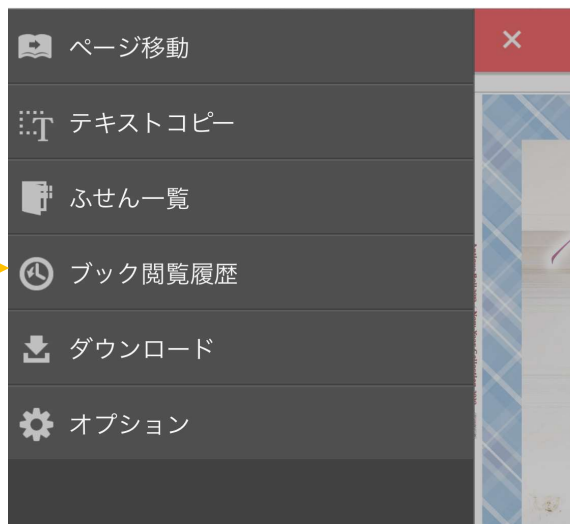 ページ移動
×
テキストコピー
ふせん一覧
ブック閲覧履歴
ダウンロード
オプション